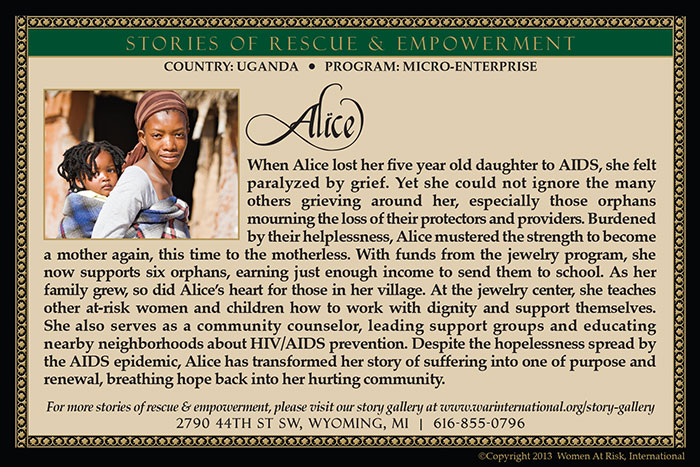 STORIES OF RESCUE & EMPOWERMENT
COUNTRY: UGANDA • PROGRAM: MICRO-ENTERPRISE
Alice
When Alice lost her five year old daughter to AIDS, she felt
paralyzed by grief. Yet she could not ignore the many
others grieving around her, especially those orphans
mourning the loss of their protectors and providers. Burdened
by their helplessness, Alice mustered the strength to become
a mother again, this time to the motherless. With funds from the jewelry program, she
now supports six orphans, earning just enough income to send them to school. As her
family grew, so did Alice's heart for those in her village. At the jewelry center, she teaches
other at-risk women and children how to work with dignity and support themselves.
She also serves as a community counselor, leading support groups and educating
nearby neighborhoods about HIV/AIDS prevention. Despite the hopelessness spread by
the AIDS epidemic, Alice has transformed her story of suffering into one of purpose and
renewal, breathing hope back into her hurting community.
For more stories of rescue & empowerment, please visit our story gallery at www.warinternational.org/story-gallery
2790 44TH ST SW, WYOMING, MI | 616-855-0796
©Copyright 2013 Women At Risk, International